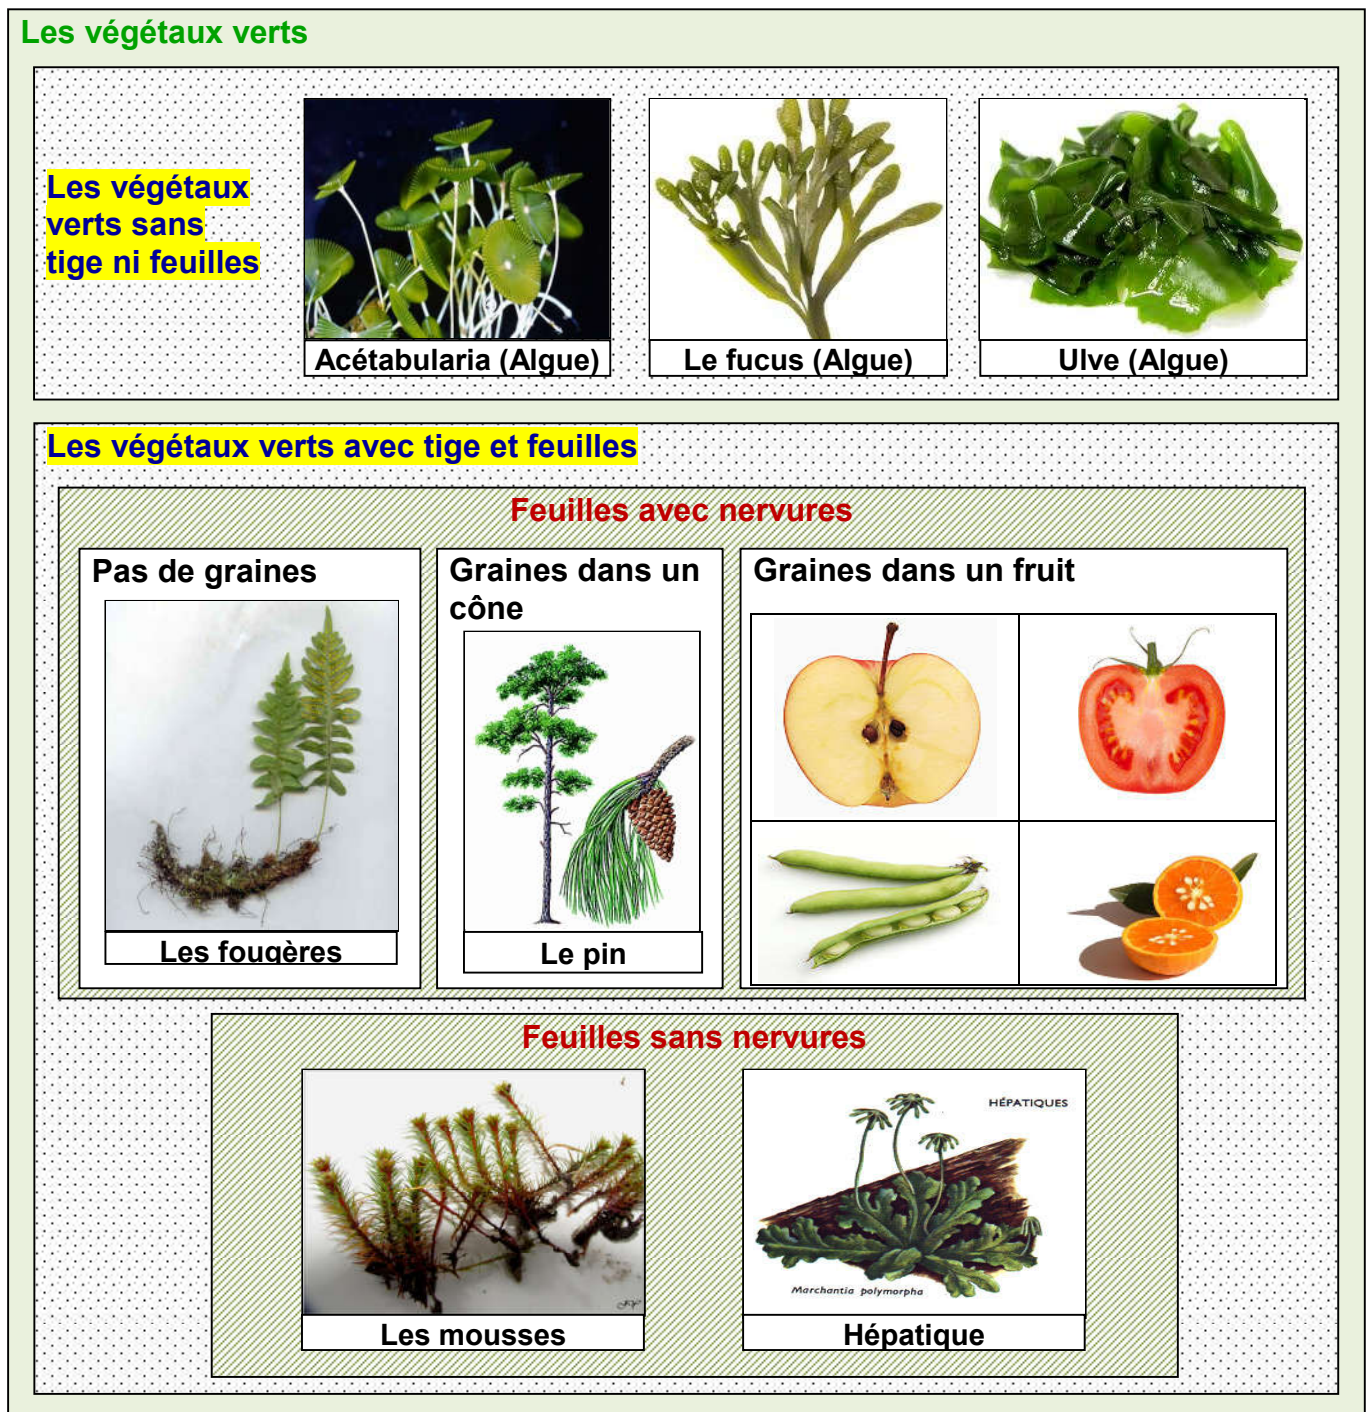 Les végétaux verts
Les végétaux
verts sans
tige ni feuilles
Acétabularia (Algue)
Le fucus (Algue)
Ulve (Algue)
Les végétaux verts avec tige et feuilles
Feuilles avec nervures
Pas de graines
Les fougères
Graines dans un
cône
Le pin
Graines dans un fruit
Feuilles sans nervures
Les mousses
HÉPATIQUES
Marchantia polymorpha
Hépatique